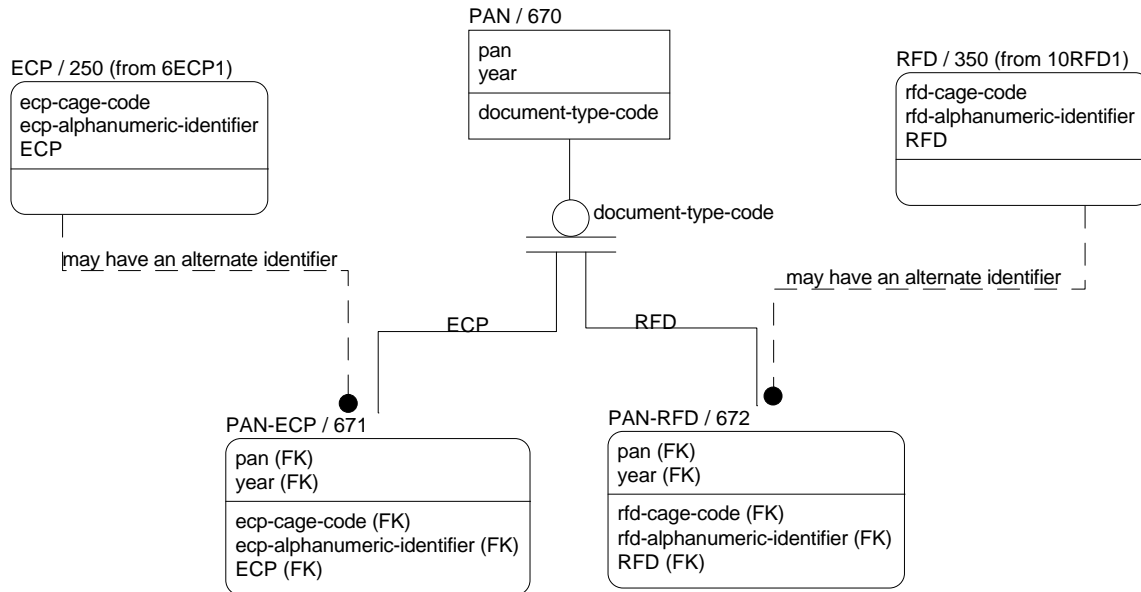 PAN / 670
pan
year
document-type-code
ECP / 250 (from 6ECP1)
ecp-cage-code
ecp-alphanumeric-identifier
ECP
RFD / 350 (from 10RFD1)
rfd-cage-code
rfd-alphanumeric-identifier
RFD
document-type-code
may have an alternate identifier
may have an alternate identifier
ECP
RFD
PAN-ECP / 671
pan (FK)
year (FK)
ecp-cage-code (FK)
ecp-alphanumeric-identifier (FK)
ECP (FK)
PAN-RFD / 672
pan (FK)
year (FK)
rfd-cage-code (FK)
rfd-alphanumeric-identifier (FK)
RFD (FK)